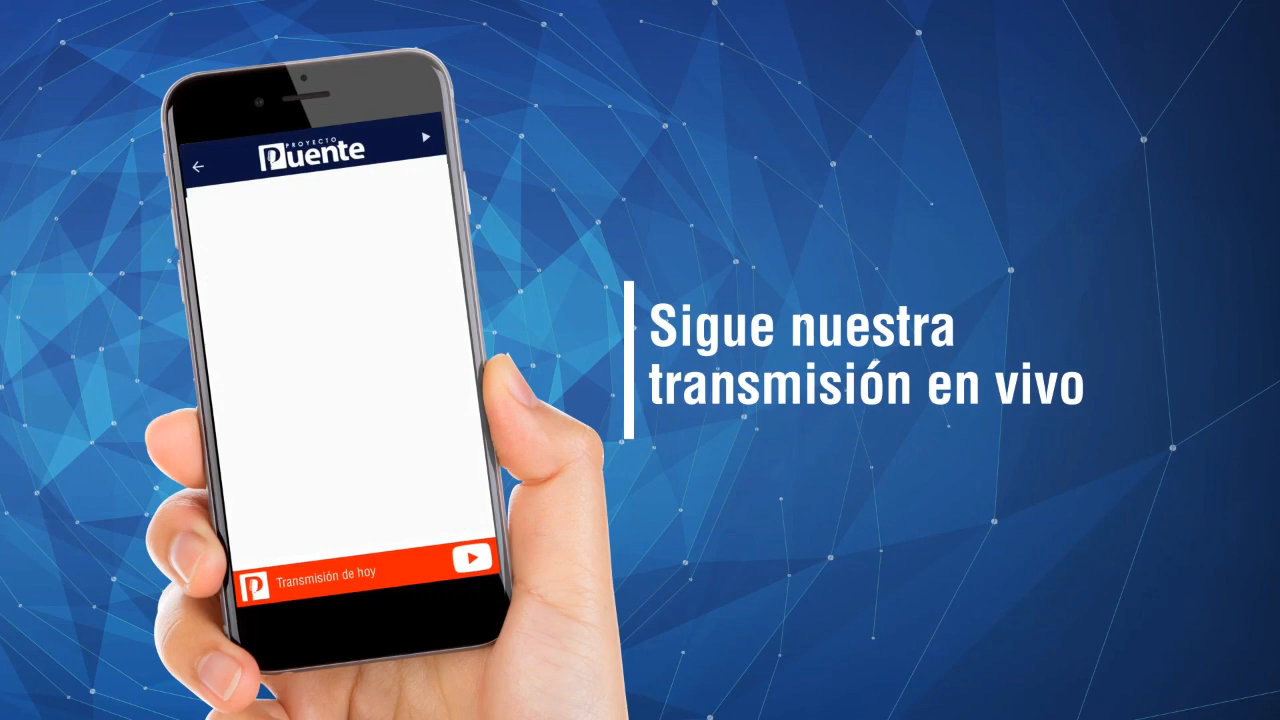 PROYECTO
Puente
Transmisión de hoy
Sigue nuestra
transmisión en vivo